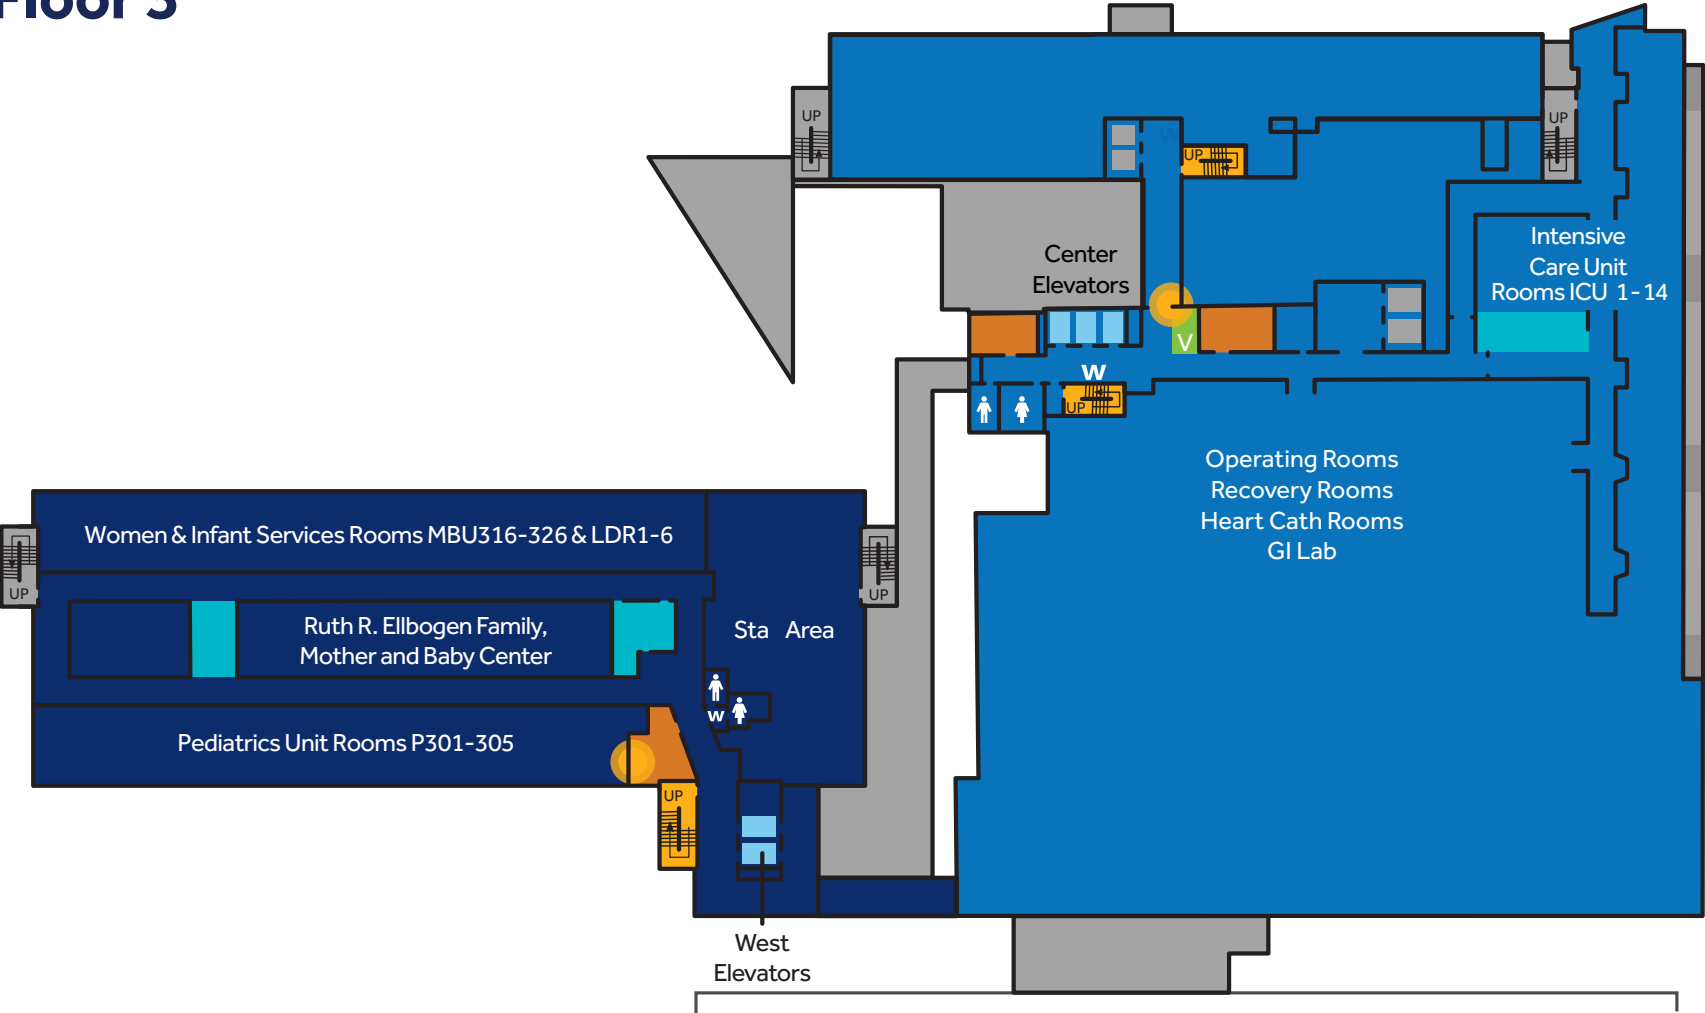 Floor 3
UP
UP
W
UP
Center
Elevators
Intensive
Care Unit
Rooms ICU 1-14
V
W
UP
Operating Rooms
Recovery Rooms
Heart Cath Rooms
GI Lab
Women & Infant Services Rooms MBU316-326 & LDR1-6
UP
UP
Ruth R. Ellbogen Family,
Mother and Baby Center
Sta Area
W
Pediatrics Unit Rooms P301-305
UP
West
Elevators